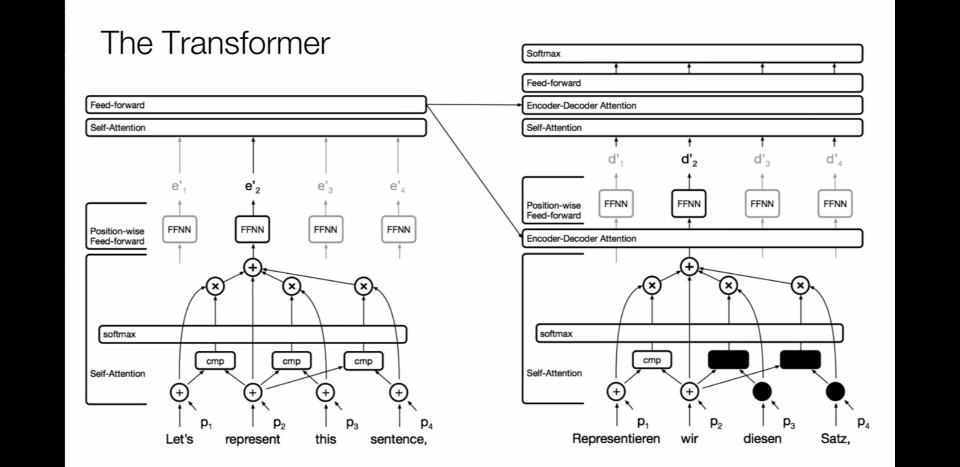 The Transformer
Feed-forward
Self-Attention
e'1 e'2 e'3 e'4
Position-wise
Feed-forward
FFNN FFNN FFNN FFNN
+
× × ×
softmax
cmp cmp cmp
Self-Attention
+ + + +
p1 p2 p3 p4
Let's represent this sentence,
Softmax
Feed-forward
Encoder-Decoder Attention
Self-Attention
d'1 d'2 d'3 d'4
Position-wise
Feed-forward
FFNN FFNN FFNN FFNN
Encoder-Decoder Attention
+
× × ×
softmax
cmp
Self-Attention
+ +
p1 p2 p3 p4
Representieren wir diesen Satz,